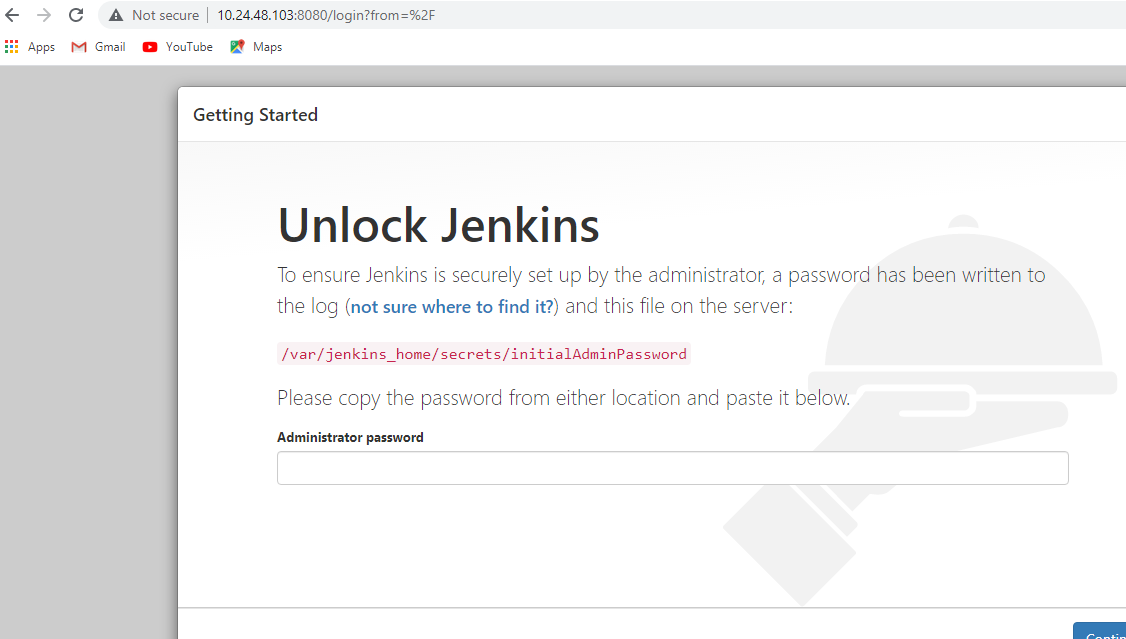 Not secure 10.24.48.103:8080/login?from=%2F
Apps Gmail YouTube Maps
Getting Started
Unlock Jenkins
To ensure Jenkins is securely set up by the administrator, a password has been written to
the log (not sure where to find it?) and this file on the server:
/var/jenkins_home/secrets/initialAdminPassword
Please copy the password from either location and paste it below.
Administrator password